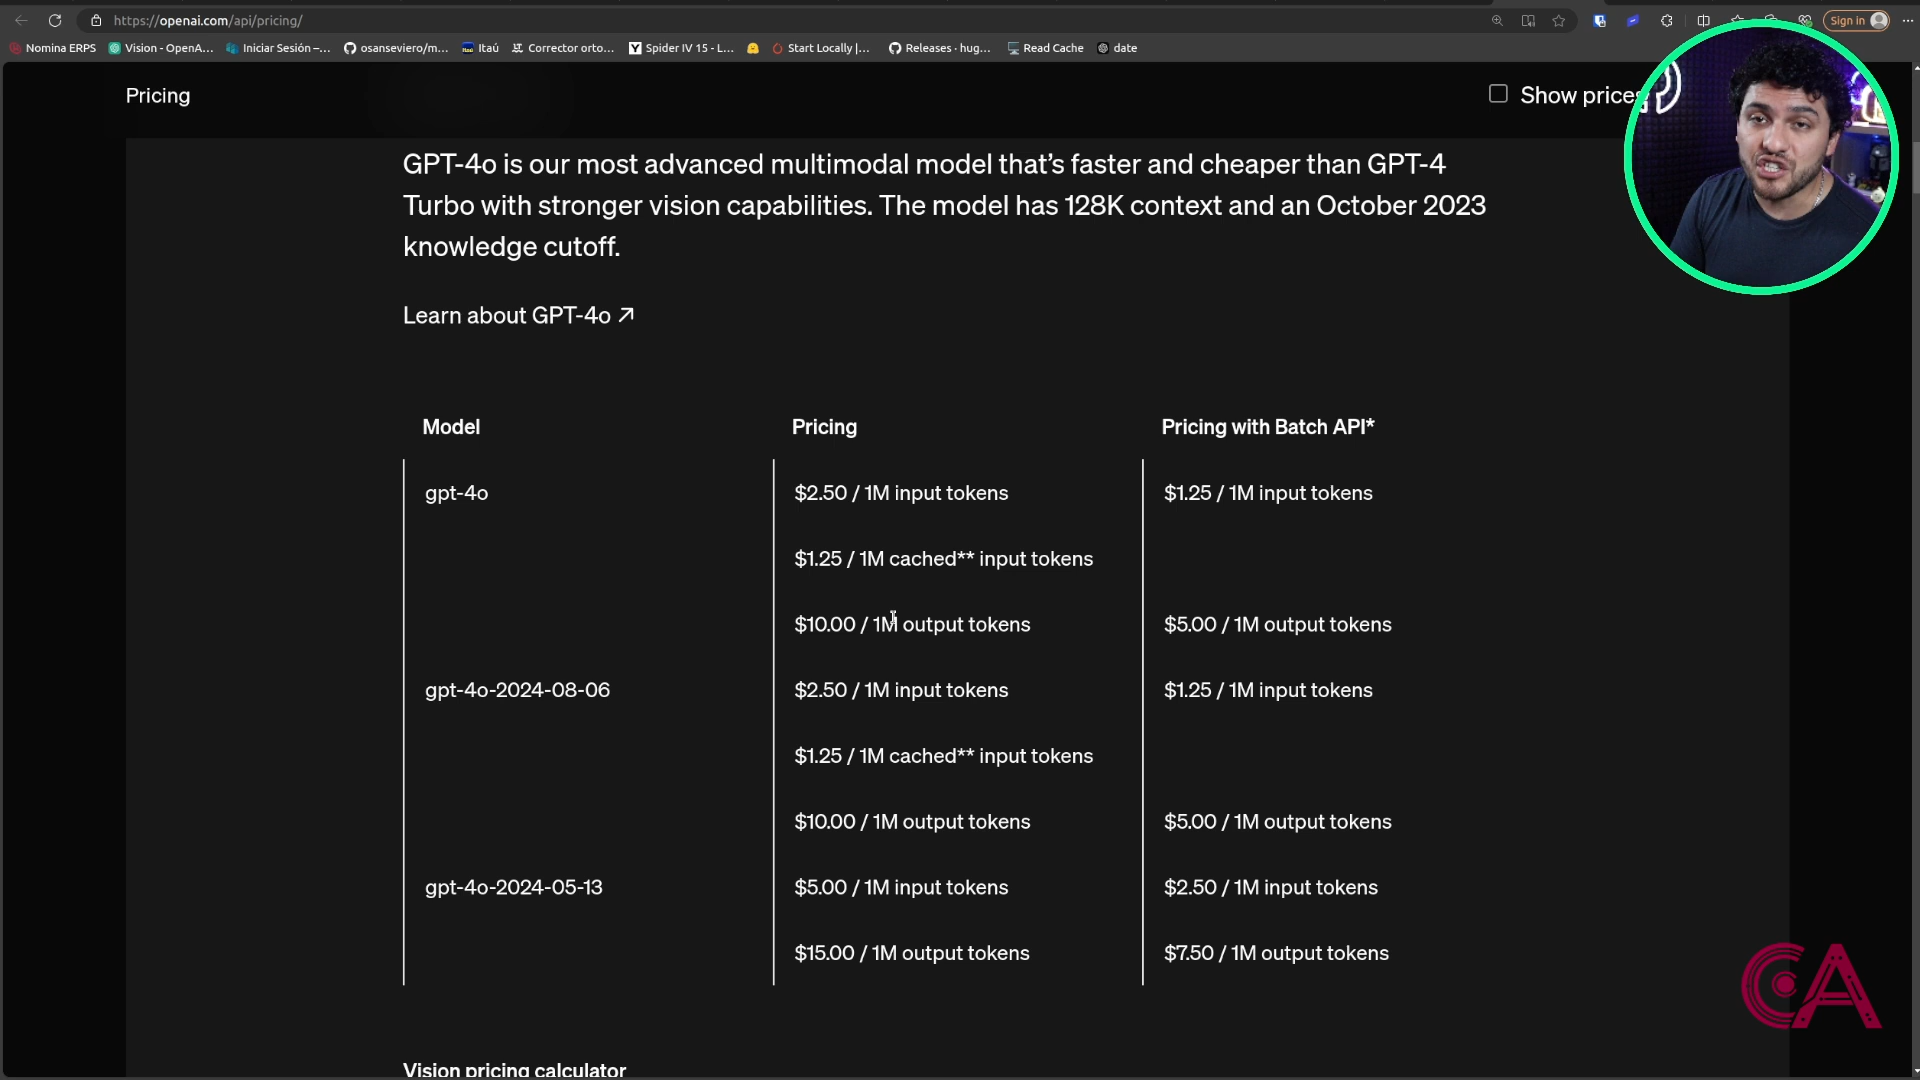 https://openai.com/api/pricing/
Sign in
Nomina ERPS
Vision - OpenA...
Iniciar Sesión –...
osanseviero/m...
Itaú
Corrector orto...
Spider IV 15 - L...
Start Locally |...
Releases · hug...
Read Cache
date
Pricing
Show prices
GPT-4o is our most advanced multimodal model that’s faster and cheaper than GPT-4
Turbo with stronger vision capabilities. The model has 128K context and an October 2023
knowledge cutoff.
Learn about GPT-4o ↗
Model Pricing Pricing with Batch API*
gpt-4o $2.50 / 1M input tokens $1.25 / 1M input tokens
$1.25 / 1M cached** input tokens
$10.00 / 1M output tokens $5.00 / 1M output tokens
gpt-4o-2024-08-06 $2.50 / 1M input tokens $1.25 / 1M input tokens
$1.25 / 1M cached** input tokens
$10.00 / 1M output tokens $5.00 / 1M output tokens
gpt-4o-2024-05-13 $5.00 / 1M input tokens $2.50 / 1M input tokens
$15.00 / 1M output tokens $7.50 / 1M output tokens
Vision pricing calculator
CA